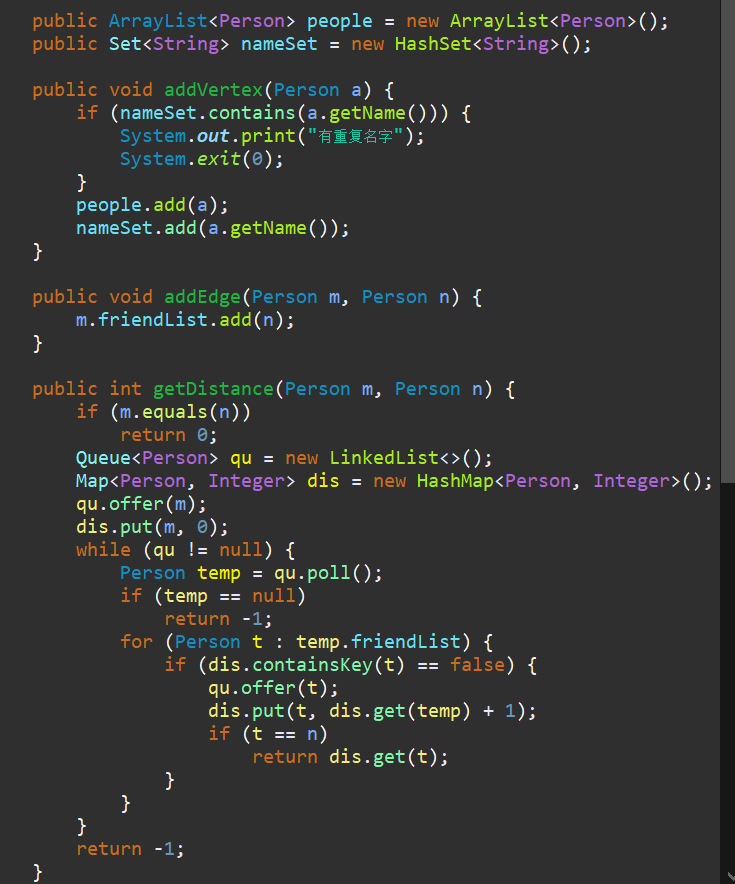 public ArrayList<Person> people = new ArrayList<Person>();
public Set<String> nameSet = new HashSet<String>();
public void addVertex(Person a) {
if (nameSet.contains(a.getName())) {
System.out.print("有重复名字");
System.exit(0);
}
people.add(a);
nameSet.add(a.getName());
}
public void addEdge(Person m, Person n) {
m.friendList.add(n);
}
public int getDistance(Person m, Person n) {
if (m.equals(n))
return 0;
Queue<Person> qu = new LinkedList<>();
Map<Person, Integer> dis = new HashMap<Person, Integer>();
qu.offer(m);
dis.put(m, 0);
while (qu != null) {
Person temp = qu.poll();
if (temp == null)
return -1;
for (Person t : temp.friendList) {
if (dis.containsKey(t) == false) {
qu.offer(t);
dis.put(t, dis.get(temp) + 1);
if (t == n)
return dis.get(t);
}
}
}
return -1;
}